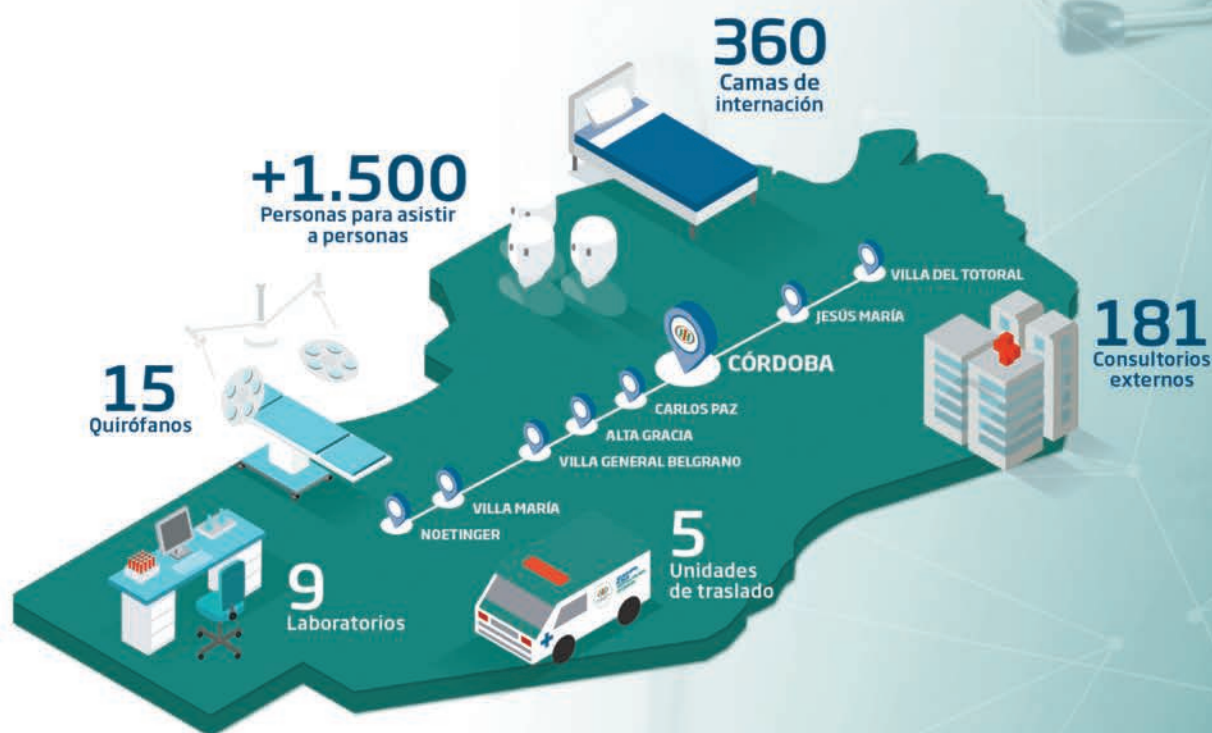 360
Camas de
internación
+1.500
Personas para asistir
a personas
VILLA DEL TOTORAL
JESÚS MARÍA
181
Consultorios
externos
CÓRDOBA
15
Quirófanos
CARLOS PAZ
ALTA GRACIA
VILLA GENERAL BELGRANO
VILLA MARÍA
NOETINGER
5
Unidades
de traslado
9
Laboratorios